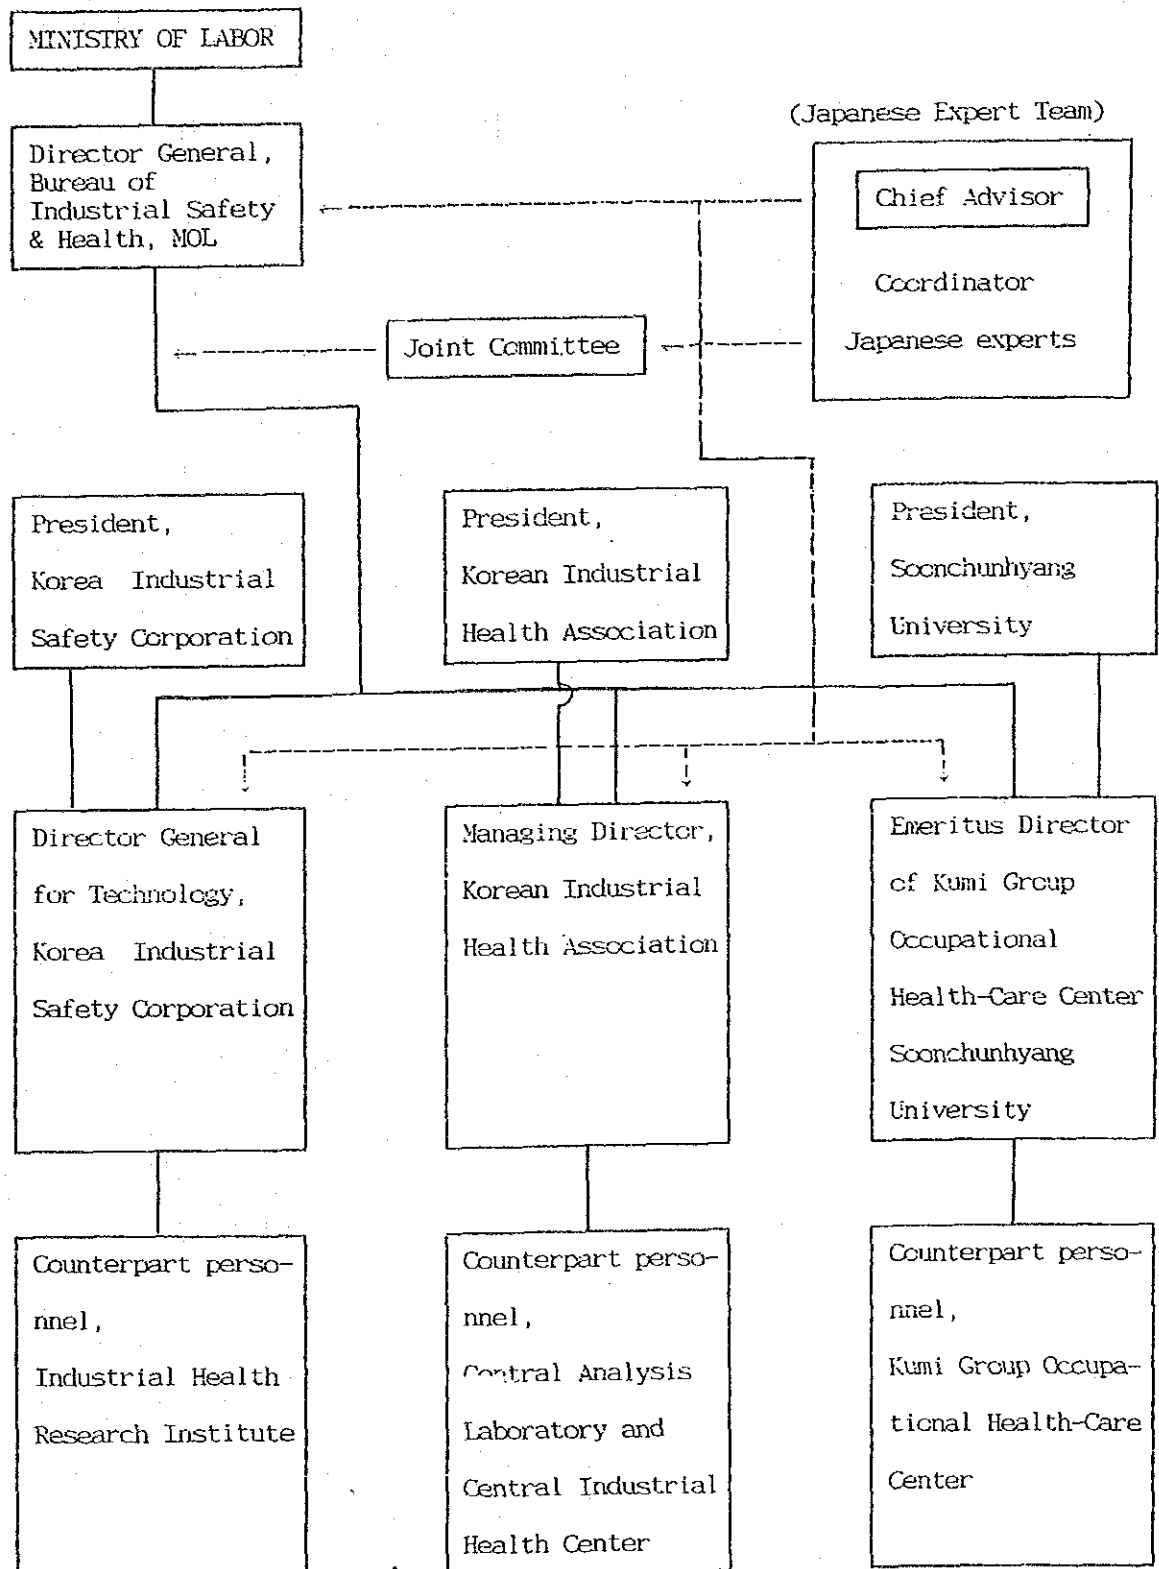 MINISTRY OF LABOR
(Japanese Expert Team)
Director General,
Bureau of
Industrial Safety
& Health, MOL
Chief Advisor
Coordinator
Japanese experts
Joint Committee
President,
Korea Industrial
Safety Corporation
President,
Korean Industrial
Health Association
President,
Soonchunhyang
University
Director General
for Technology,
Korea Industrial
Safety Corporation
Managing Director,
Korean Industrial
Health Association
Emeritus Director
of Kumi Group
Occupational
Health-Care Center
Soonchunhyang
University
Counterpart perso-
nnel,
Industrial Health
Research Institute
Counterpart perso-
nnel,
Central Analysis
Laboratory and
Central Industrial
Health Center
Counterpart perso-
nnel,
Kumi Group Occupa-
tional Health-Care
Center